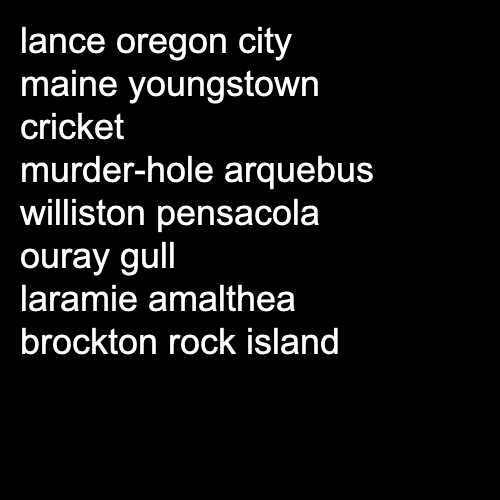 lance oregon city
maine youngstown
cricket
murder-hole arquebus
williston pensacola
ouray gull
laramie amalthea
brockton rock island